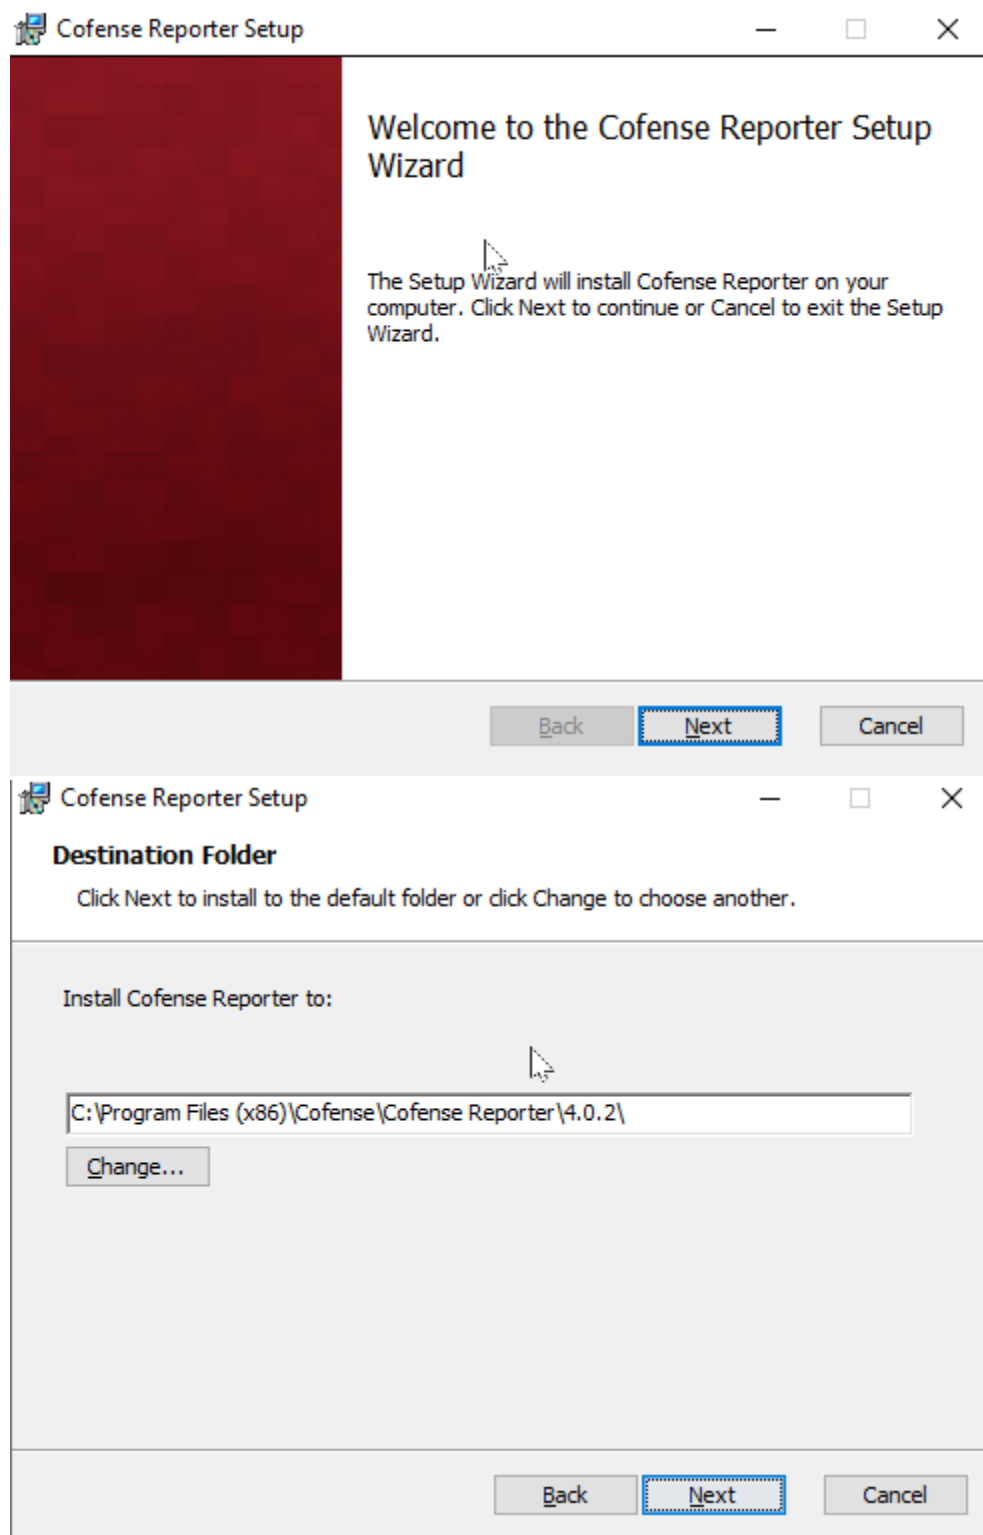 Cofense Reporter Setup
Welcome to the Cofense Reporter Setup
Wizard
The Setup Wizard will install Cofense Reporter on your
computer. Click Next to continue or Cancel to exit the Setup
Wizard.
Back Next Cancel
Cofense Reporter Setup
Destination Folder
Click Next to install to the default folder or click Change to choose another.
Install Cofense Reporter to:
C:\Program Files (x86)\Cofense\Cofense Reporter\4.0.2\
Change...
Back Next Cancel